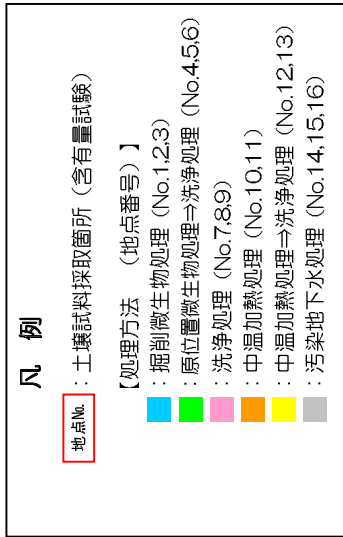 凡 例
地点No. ：土壌試料採取箇所（含有量試験）
【処理方法 （地点番号）】
：掘削微生物処理（No.1,2,3）
：原位置微生物処理⇒洗浄処理（No.4,5,6）
：洗浄処理（No.7,8,9）
：中温加熱処理（No.10,11）
：中温加熱処理⇒洗浄処理（No.12,13）
：汚染地下水処理（No.14,15,16）